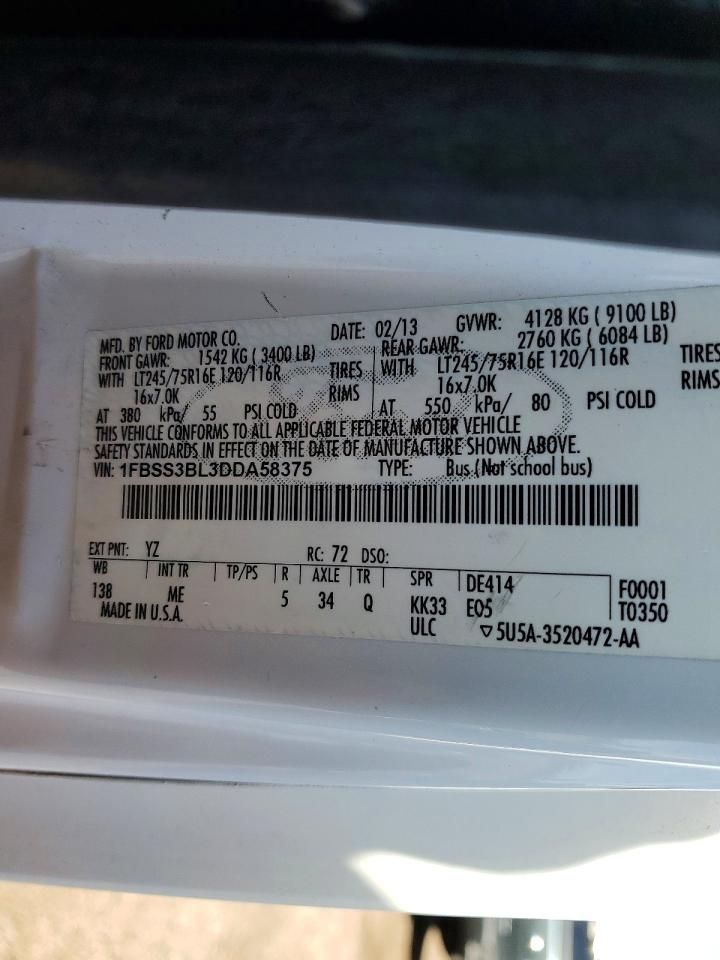 MFD. BY FORD MOTOR CO. DATE: 02/13 GVWR: 4128 KG ( 9100 LB)
FRONT GAWR: 1542 KG ( 3400 LB) REAR GAWR: 2760 KG ( 6084 LB)
WITH LT245/75R16E 120/116R TIRES WITH LT245/75R16E 120/116R TIRES
16x7.0K RIMS 16x7.0K RIMS
AT 380 kPa/ 55 PSI COLD AT 550 kPa/ 80 PSI COLD
THIS VEHICLE CONFORMS TO ALL APPLICABLE FEDERAL MOTOR VEHICLE
SAFETY STANDARDS IN EFFECT ON THE DATE OF MANUFACTURE SHOWN ABOVE.
VIN: 1FBSS3BL3DDA58375 TYPE: Bus (Not school bus)
EXT PNT: YZ RC: 72 DSO:
WB INT TR TP/PS R AXLE TR SPR DE414 F0001
138 ME 5 34 Q KK33 E05 T0350
MADE IN U.S.A. ULC ▽5U5A-3520472-AA